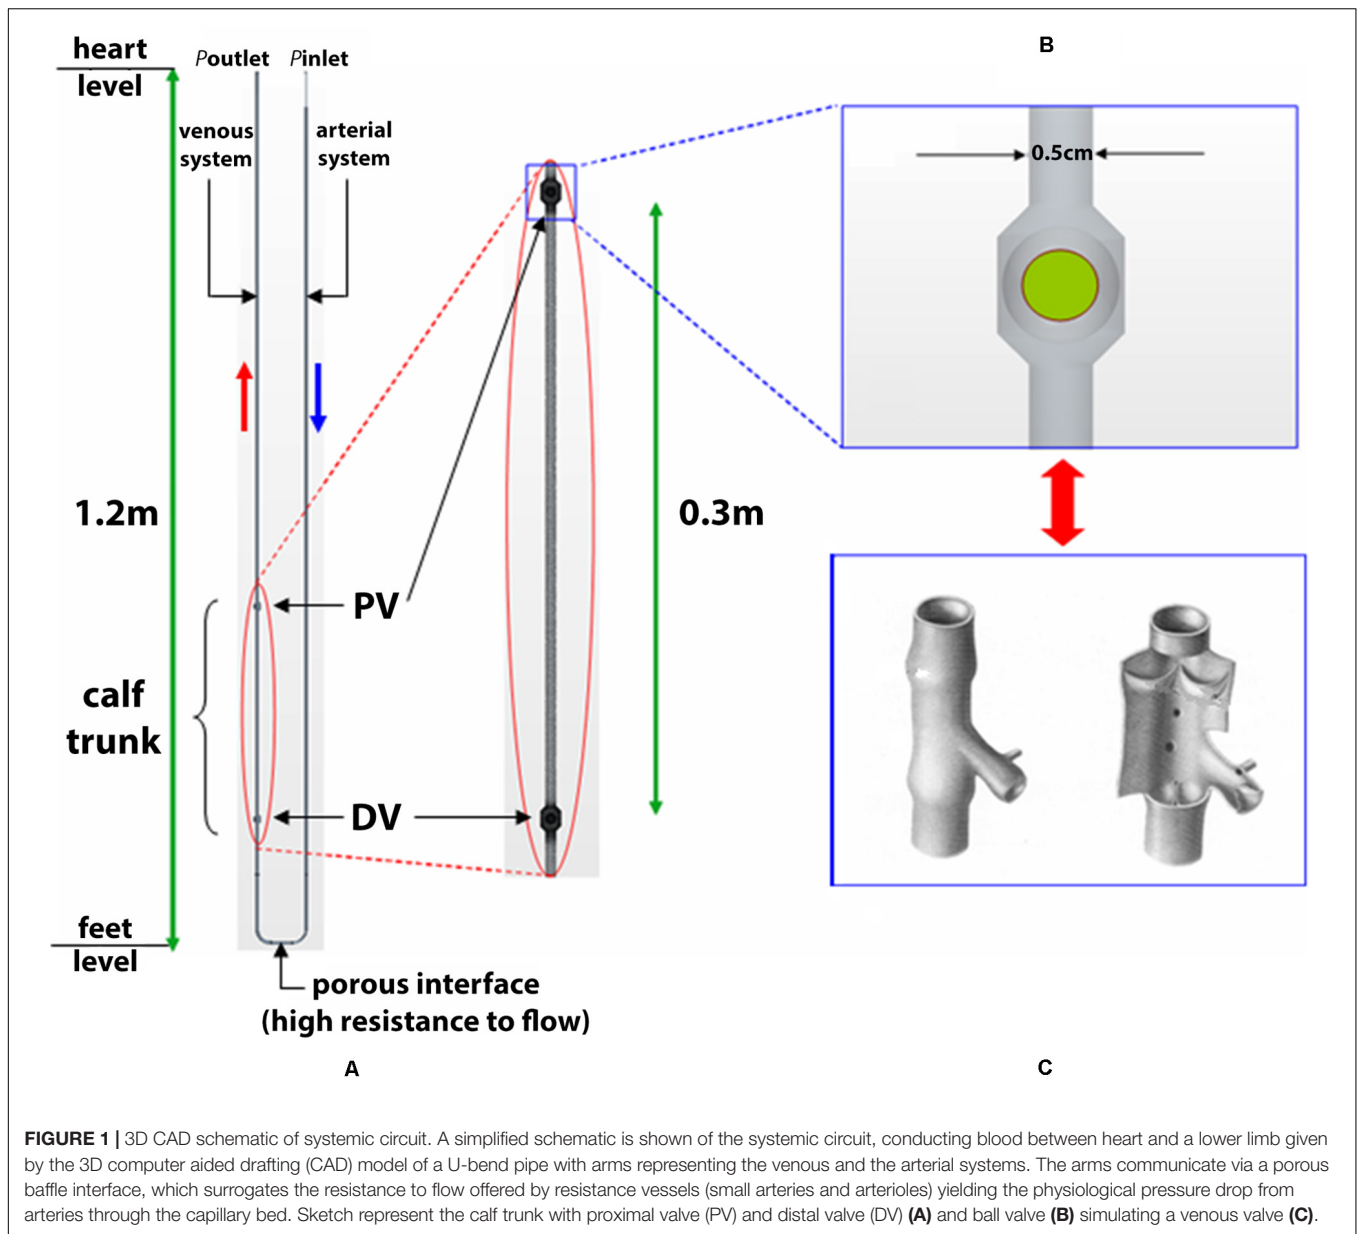 heart
level
Poutlet Pinlet
venous
system
arterial
system
B
0.5cm
1.2m
0.3m
PV
calf
trunk
DV
feet
level
porous interface
(high resistance to flow)
A
C
FIGURE 1 | 3D CAD schematic of systemic circuit. A simplified schematic is shown of the systemic circuit, conducting blood between heart and a lower limb given
by the 3D computer aided drafting (CAD) model of a U-bend pipe with arms representing the venous and the arterial systems. The arms communicate via a porous
baffle interface, which surrogates the resistance to flow offered by resistance vessels (small arteries and arterioles) yielding the physiological pressure drop from
arteries through the capillary bed. Sketch represent the calf trunk with proximal valve (PV) and distal valve (DV) (A) and ball valve (B) simulating a venous valve (C).